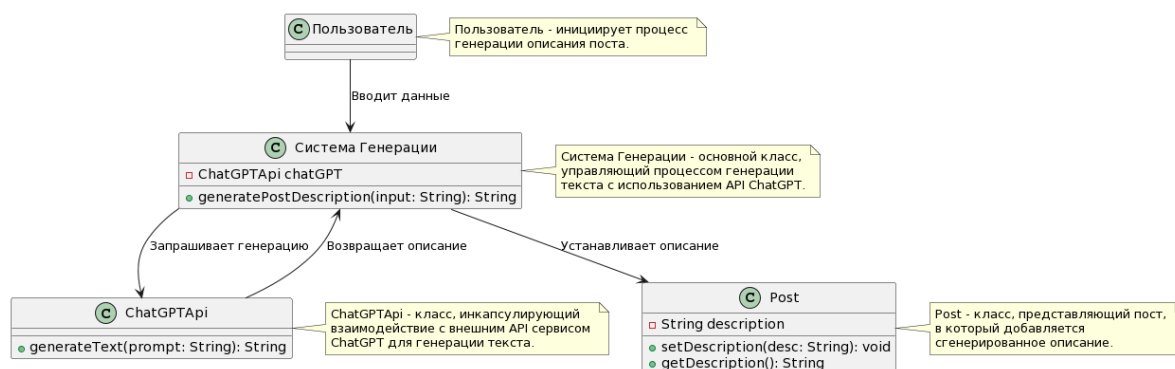 C Пользователь
Пользователь - инициирует процесс
генерации описания поста.
Вводит данные
C Система Генерации
ChatGPTApi chatGPT
generatePostDescription(input: String): String
Система Генерации - основной класс,
управляющий процессом генерации
текста с использованием API ChatGPT.
Запрашивает генерацию
Возвращает описание
Устанавливает описание
C ChatGPTApi
generateText(prompt: String): String
ChatGPTApi - класс, инкапсулирующий
взаимодействие с внешним API сервисом
ChatGPT для генерации текста.
C Post
String description
setDescription(desc: String): void
getDescription(): String
Post - класс, представляющий пост,
в который добавляется
сгенерированное описание.